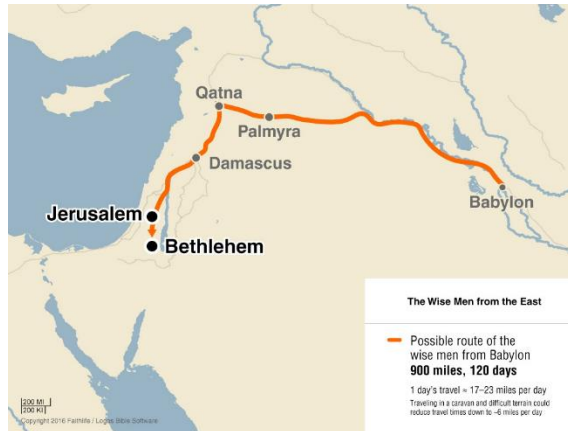 Qatna
Palmyra
Damascus
Babylon
Jerusalem
Bethlehem
The Wise Men from the East
Possible route of the
wise men from Babylon
900 miles, 120 days
1 day's travel = 17–23 miles per day
Traveling in a caravan and difficult terrain could
reduce travel times down to ~6 miles per day
200 MI
200 KI
Copyright 2016 Faithlife / Logos Bible Software